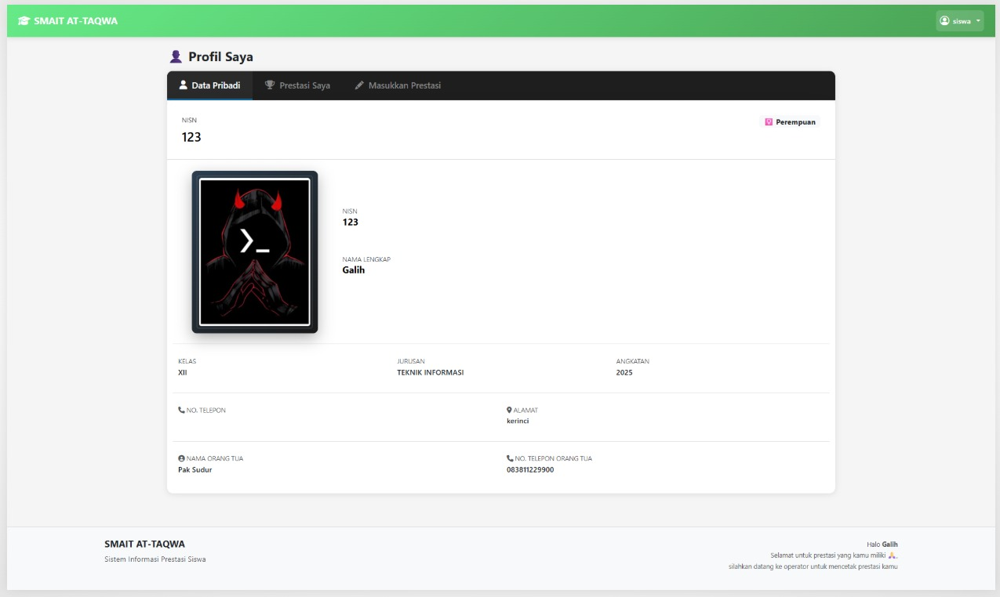 SMAIT AT-TAQWA
siswa
Profil Saya
Data Pribadi
Prestasi Saya
Masukkan Prestasi
NISN
123
Perempuan
NISN
123
NAMA LENGKAP
Galih
KELAS
XII
JURUSAN
TEKNIK INFORMASI
ANGKATAN
2025
NO. TELEPON
ALAMAT
kerinci
NAMA ORANG TUA
Pak Sudur
NO. TELEPON ORANG TUA
083811229900
SMAIT AT-TAQWA
Sistem Informasi Prestasi Siswa
Halo Galih
Selamat untuk prestasi yang kamu miliki 🙏.
silahkan datang ke operator untuk mencetak prestasi kamu